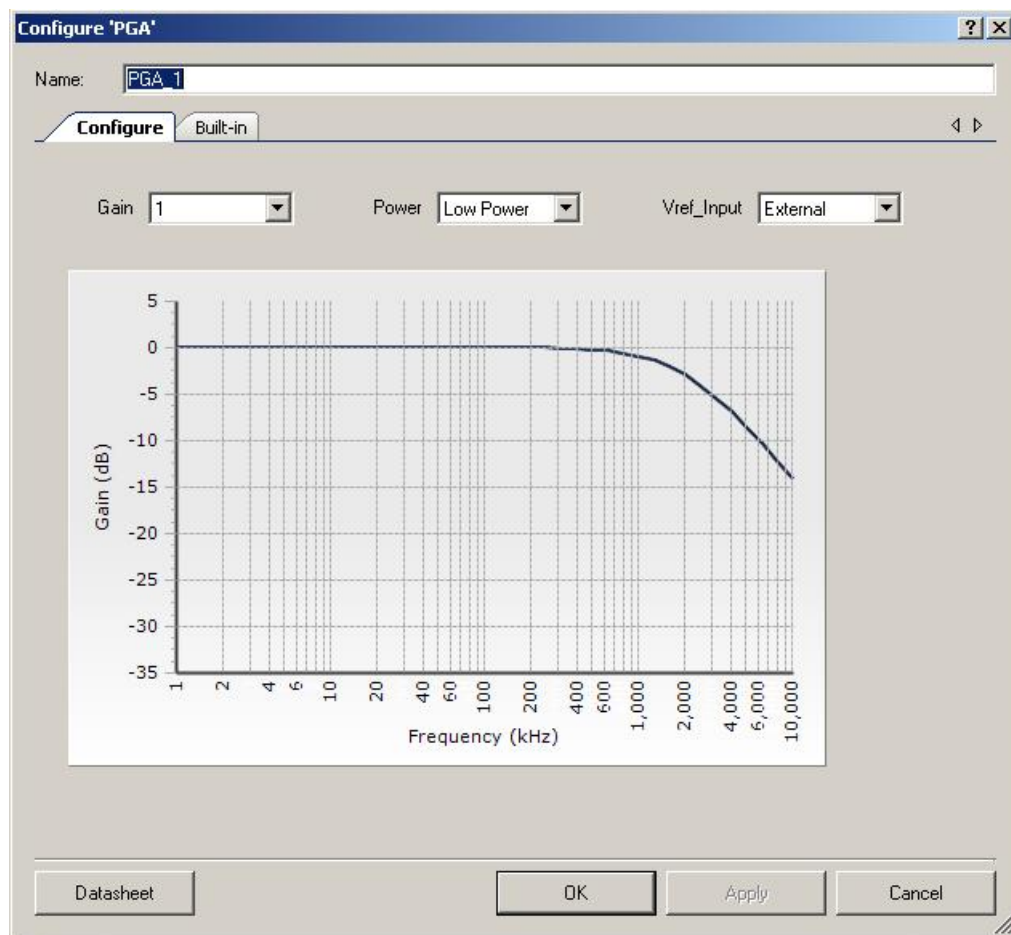 Configure 'PGA'
Name: PGA_1
Configure Built-in
Gain 1 Power Low Power Vref_Input External
5
0
-5
-10
-15
-20
-25
-30
-35
Gain (dB)
1 2 4 6 10 20 40 60 100 200 400 600 1,000 2,000 4,000 6,000 10,000
Frequency (kHz)
Datasheet OK Apply Cancel